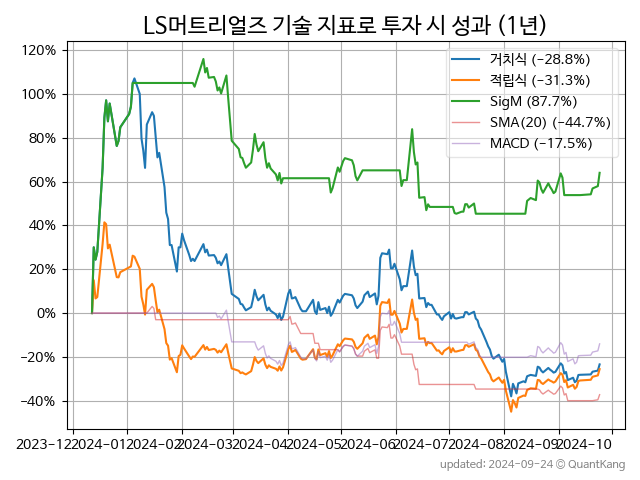 LS머트리얼즈 기술 지표로 투자 시 성과 (1년)
120%
100%
80%
60%
40%
20%
0%
−20%
−40%
거치식 (−28.8%)
적립식 (−31.3%)
SigM (87.7%)
SMA(20) (−44.7%)
MACD (−17.5%)
2023-12 2024-01 2024-02 2024-03 2024-04 2024-05 2024-06 2024-07 2024-08 2024-09 2024-10
updated: 2024-09-24 @ QuantKang